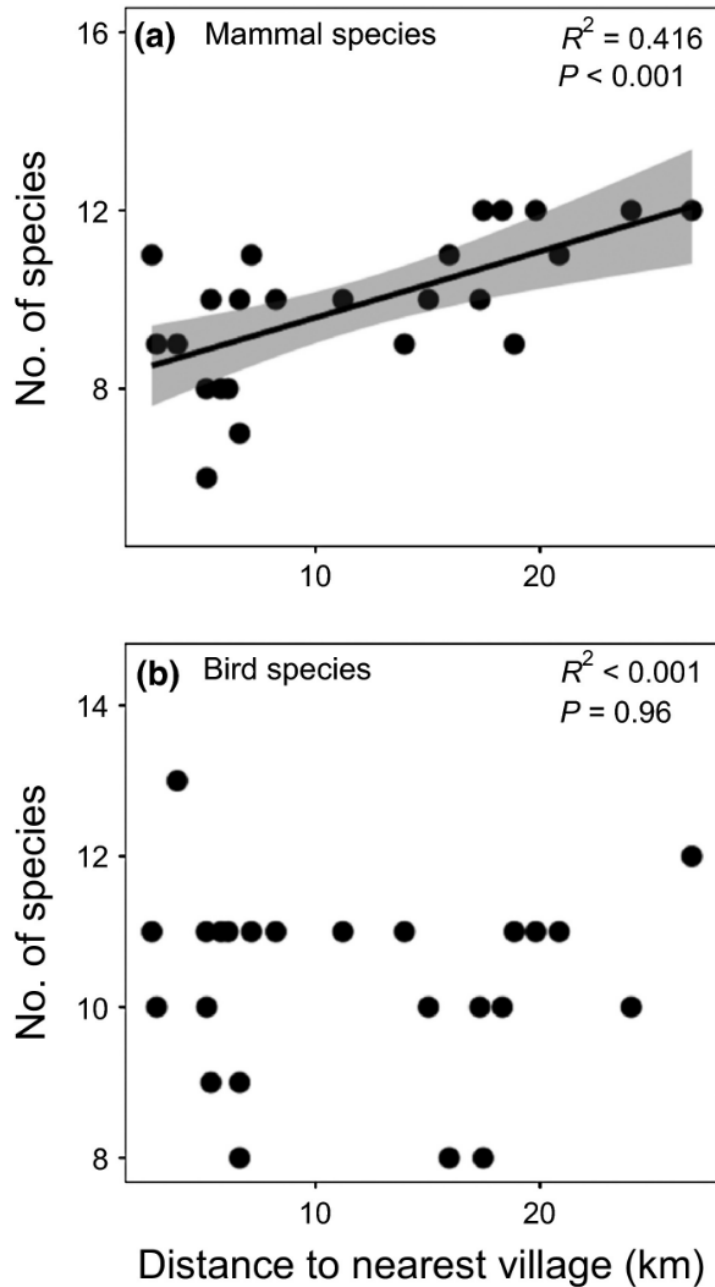 (a) Mammal species
R² = 0.416
P < 0.001
No. of species
16
12
8
10 20
(b) Bird species
R² < 0.001
P = 0.96
No. of species
14
12
10
8
10 20
Distance to nearest village (km)